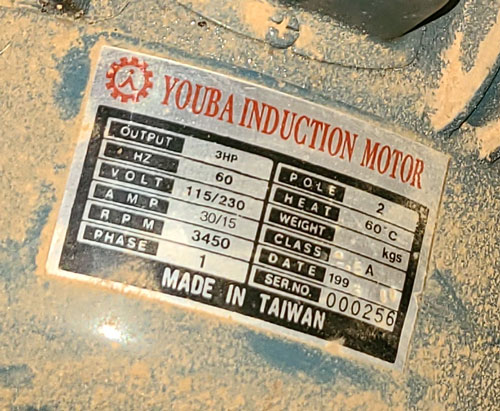 YOUBA INDUCTION MOTOR
OUTPUT 3HP
HZ 60
VOLT. 115/230
AMP 30/15
RPM 3450
PHASE 1
POLE 2
HEAT 60°C
WEIGHT kgs
CLASS A
DATE 199
SER.NO. 000256
MADE IN TAIWAN